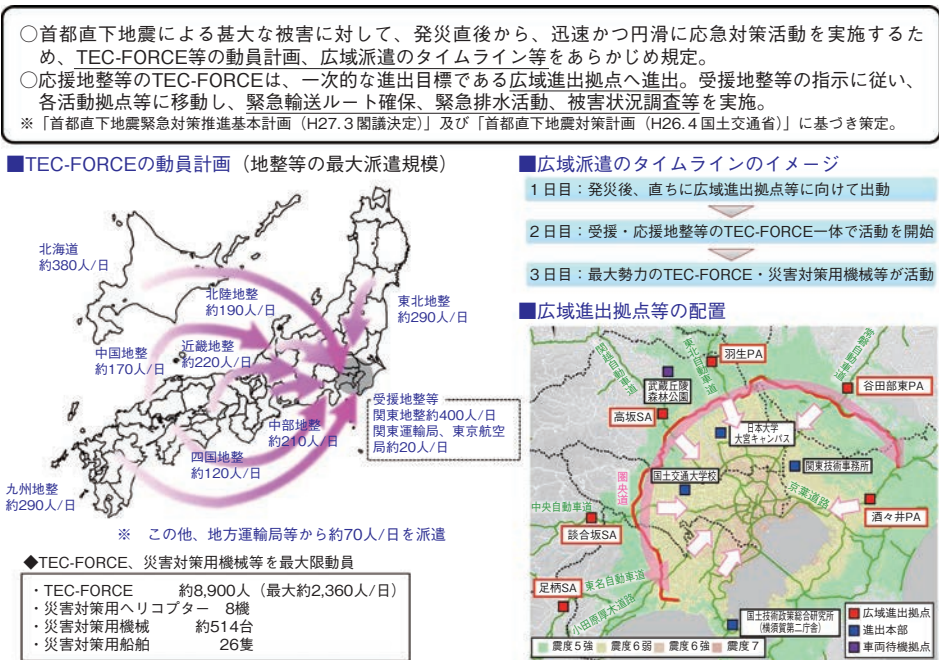 ○首都直下地震による甚大な被害に対して、発災直後から、迅速かつ円滑に応急対策活動を実施するた
め、TEC-FORCE等の動員計画、広域派遣のタイムライン等をあらかじめ規定。
○応援地整等のTEC-FORCEは、一次的な進出目標である広域進出拠点へ進出。受援地整等の指示に従い、
各活動拠点等に移動し、緊急輸送ルート確保、緊急排水活動、被害状況調査等を実施。
※「首都直下地震緊急対策推進基本計画（H27.3閣議決定）」及び「首都直下地震対策計画（H26.4国土交通省）」に基づき策定。
■TEC-FORCEの動員計画（地整等の最大派遣規模）
北海道
約380人/日
北陸地整
約190人/日
東北地整
約290人/日
中国地整
約170人/日
近畿地整
約220人/日
受援地整等
関東地整約400人/日
関東運輸局、東京航空
局約20人/日
中部地整
約210人/日
四国地整
約120人/日
九州地整
約290人/日
※　この他、地方運輸局等から約70人/日を派遣
◆TEC-FORCE、災害対策用機械等を最大限動員
・TEC-FORCE　約8,900人（最大約2,360人/日）
・災害対策用ヘリコプター　8機
・災害対策用機械　約514台
・災害対策用船舶　26隻
■広域派遣のタイムラインのイメージ
1日目：発災後、直ちに広域進出拠点等に向けて出動
2日目：受援・応援地整等のTEC-FORCE一体で活動を開始
3日目：最大勢力のTEC-FORCE・災害対策用機械等が活動
■広域進出拠点等の配置
関越自動車道
東北自動車道
常磐自動車道
羽生PA
武蔵丘陵
森林公園
谷田部東PA
高坂SA
日本大学
大宮キャンパス
国土交通大学校
関東技術事務所
圏央道
京葉道路
中央自動車道
酒々井PA
談合坂SA
東名自動車道
足柄SA
小田原厚木道路
国土技術政策総合研究所
（横須賀第二庁舎）
広域進出拠点
進出本部
車両待機拠点
震度5強　震度6弱　震度6強　震度7